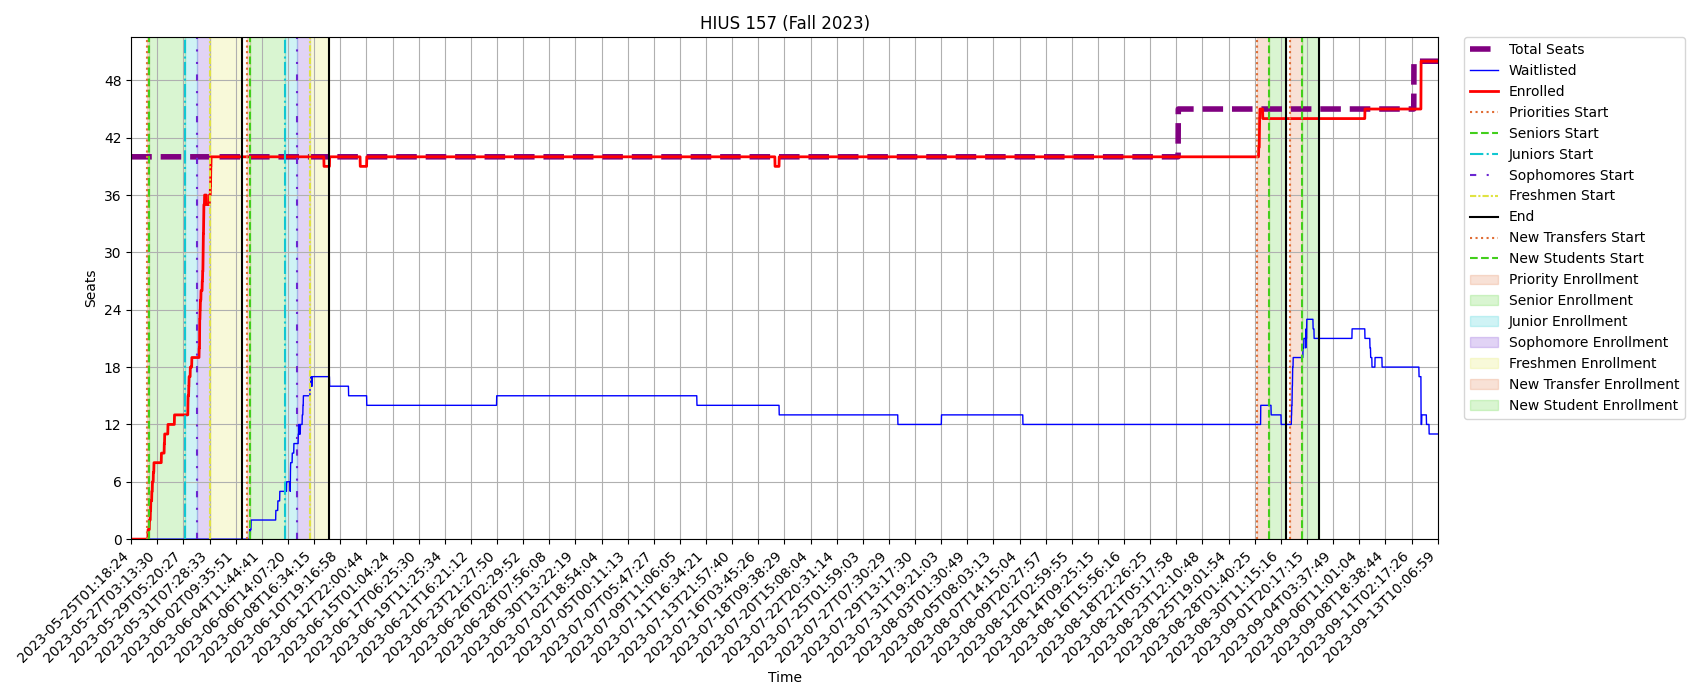 HIUS 157 (Fall 2023)
Seats
48
42
36
30
24
18
12
6
0
2023-05-25T01:18:24
2023-05-27T03:13:30
2023-05-29T05:20:27
2023-05-31T07:28:33
2023-06-02T09:35:51
2023-06-04T11:44:41
2023-06-06T14:07:20
2023-06-08T16:34:15
2023-06-10T19:16:58
2023-06-12T22:00:44
2023-06-15T01:04:24
2023-06-17T06:25:30
2023-06-19T11:25:34
2023-06-21T16:21:12
2023-06-23T21:27:50
2023-06-26T02:29:52
2023-06-28T07:56:08
2023-06-30T13:22:19
2023-07-02T18:54:04
2023-07-05T00:11:13
2023-07-07T05:47:27
2023-07-09T11:06:05
2023-07-11T16:34:21
2023-07-13T21:57:40
2023-07-16T03:45:26
2023-07-18T09:38:29
2023-07-20T15:08:04
2023-07-22T20:31:14
2023-07-25T01:59:03
2023-07-27T07:30:29
2023-07-29T13:17:30
2023-07-31T19:21:03
2023-08-03T01:30:49
2023-08-05T08:03:13
2023-08-07T14:15:04
2023-08-09T20:27:57
2023-08-12T02:59:55
2023-08-14T09:25:15
2023-08-16T15:56:16
2023-08-18T22:26:25
2023-08-21T05:17:58
2023-08-23T12:10:48
2023-08-25T19:01:54
2023-08-28T01:40:25
2023-08-30T11:15:16
2023-09-01T20:17:15
2023-09-04T03:37:49
2023-09-06T11:01:04
2023-09-08T18:38:44
2023-09-11T02:17:26
2023-09-13T10:06:59
Time
Total Seats
Waitlisted
Enrolled
Priorities Start
Seniors Start
Juniors Start
Sophomores Start
Freshmen Start
End
New Transfers Start
New Students Start
Priority Enrollment
Senior Enrollment
Junior Enrollment
Sophomore Enrollment
Freshmen Enrollment
New Transfer Enrollment
New Student Enrollment